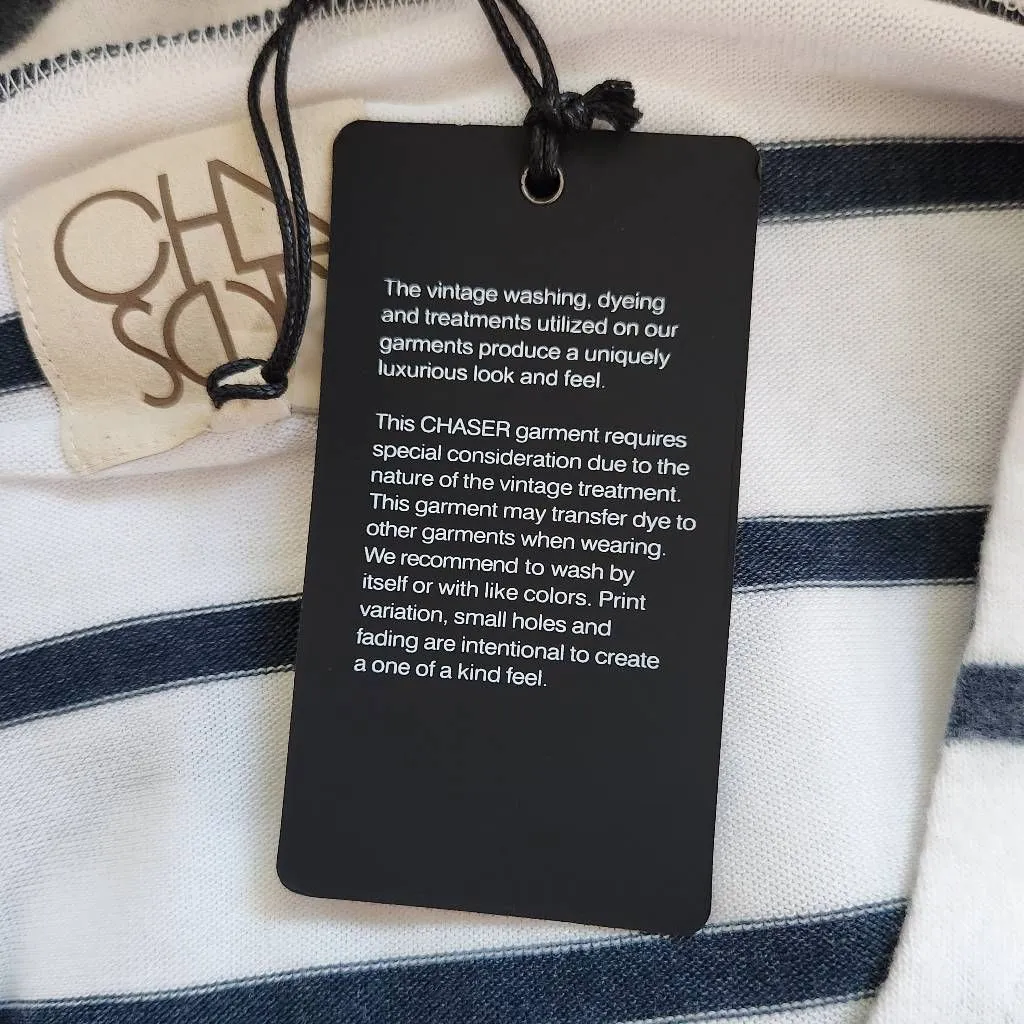 CHA
The vintage washing, dyeing
and treatments utilized on our
garments produce a uniquely
luxurious look and feel.
This CHASER garment requires
special consideration due to the
nature of the vintage treatment.
This garment may transfer dye to
other garments when wearing.
We recommend to wash by
itself or with like colors. Print
variation, small holes and
fading are intentional to create
a one of a kind feel.